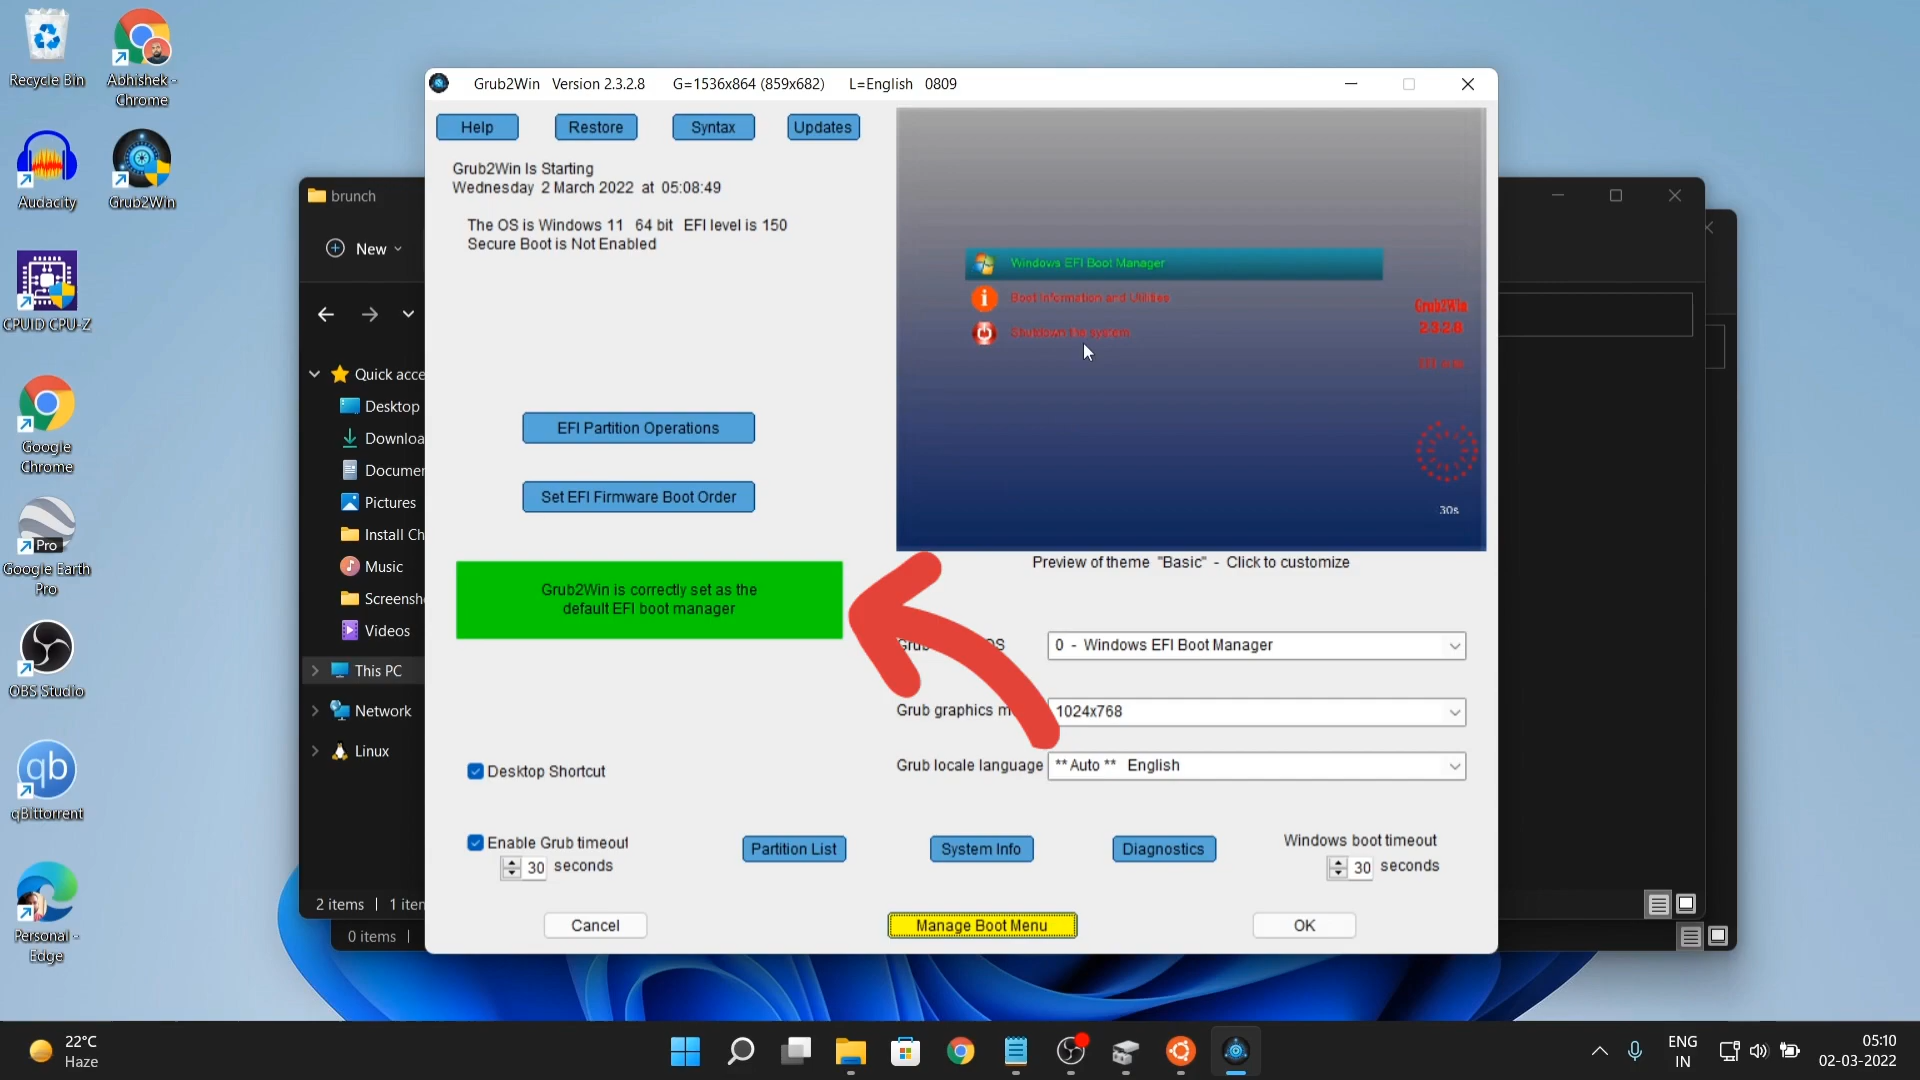 Recycle Bin
Abhishek -
Chrome
Audacity
Grub2Win
CPUID CPU-Z
Google
Chrome
Pro
Google Earth
Pro
OBS Studio
qb
qBittorrent
Personal -
Edge
brunch
New
Quick acce
Desktop
Downloa
Documer
Pictures
Install Ch
Music
Screensh
Videos
This PC
Network
Linux
2 items | 1 iten
0 items |
Grub2Win Version 2.3.2.8 G=1536x864 (859x682) L=English 0809
Help Restore Syntax Updates
Grub2Win Is Starting
Wednesday 2 March 2022 at 05:08:49
The OS is Windows 11 64 bit EFI level is 150
Secure Boot is Not Enabled
EFI Partition Operations
Set EFI Firmware Boot Order
Grub2Win is correctly set as the
default EFI boot manager
Windows EFI Boot Manager
Boot Information and Utilities
Shutdown the system
Grub2Win
2.3.2.8
30s
Preview of theme "Basic" - Click to customize
OS 0 - Windows EFI Boot Manager
Grub graphics m 1024x768
Grub locale language ** Auto ** English
Desktop Shortcut
Enable Grub timeout
30 seconds
Partition List System Info Diagnostics
Windows boot timeout
30 seconds
Cancel Manage Boot Menu OK
22°C
Haze
ENG
IN
05:10
02-03-2022